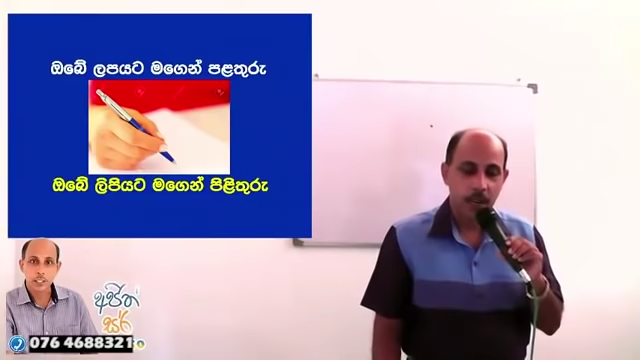 ඔබේ ලපයට මගෙන් පළතුරු
ඔබේ ලිපියට මගෙන් පිළිතුරු
අජිත්
සර්
076 4688321